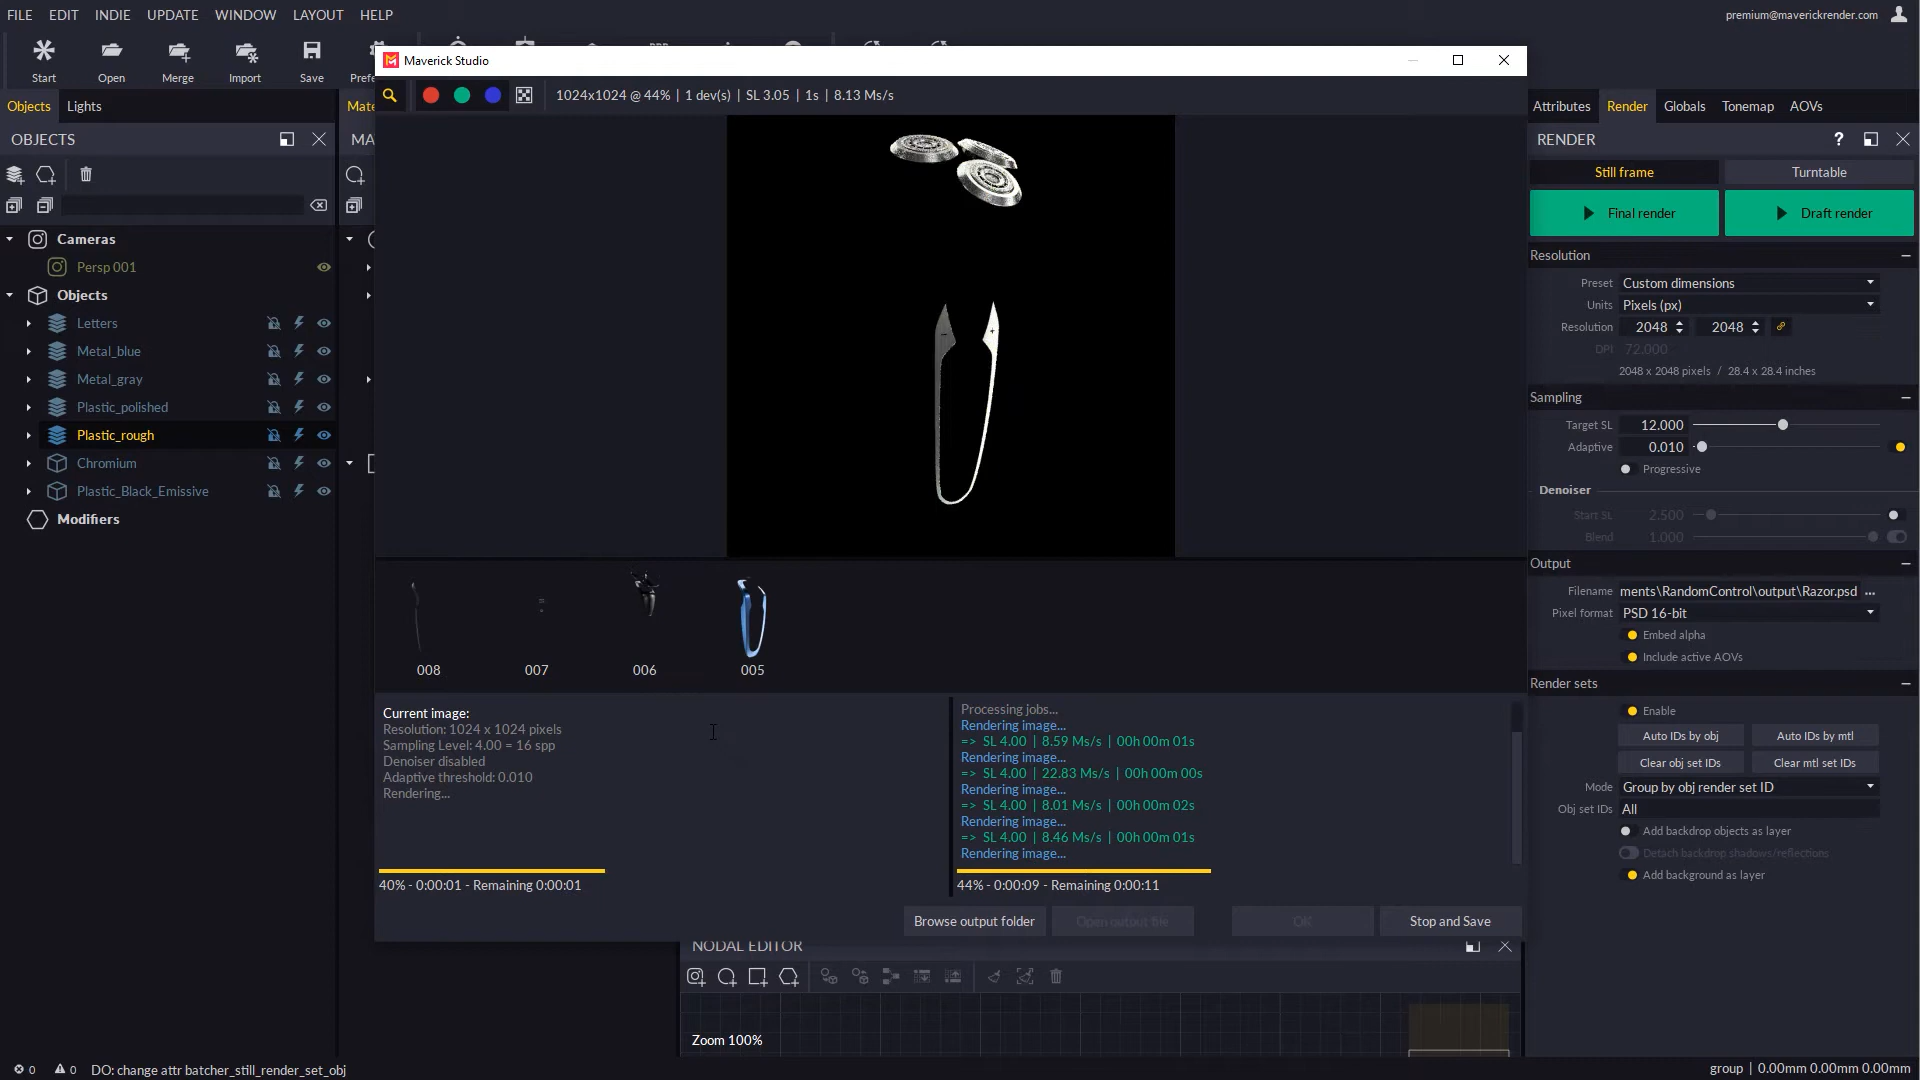 FILE EDIT INDIE UPDATE WINDOW LAYOUT HELP
premium@maverickrender.com
Start Open Merge Import Save Prefe
Maverick Studio
1024x1024 @ 44% | 1 dev(s) | SL 3.05 | 1s | 8.13 Ms/s
Objects Lights
OBJECTS
Mate
MA
Cameras
Persp 001
Objects
Letters
Metal_blue
Metal_gray
Plastic_polished
Plastic_rough
Chromium
Plastic_Black_Emissive
Modifiers
008 007 006 005
Current image:
Resolution: 1024 x 1024 pixels
Sampling Level: 4.00 = 16 spp
Denoiser disabled
Adaptive threshold: 0.010
Rendering...
40% - 0:00:01 - Remaining 0:00:01
Processing jobs...
Rendering image...
=> SL 4.00 | 8.59 Ms/s | 00h 00m 01s
Rendering image...
=> SL 4.00 | 22.83 Ms/s | 00h 00m 00s
Rendering image...
=> SL 4.00 | 8.01 Ms/s | 00h 00m 02s
Rendering image...
=> SL 4.00 | 8.46 Ms/s | 00h 00m 01s
Rendering image...
44% - 0:00:09 - Remaining 0:00:11
Browse output folder Open output file OK Stop and Save
NODAL EDITOR
Zoom 100%
Attributes Render Globals Tonemap AOVs
RENDER ?
Still frame Turntable
Final render Draft render
Resolution
Preset Custom dimensions
Units Pixels (px)
Resolution 2048 2048
DPI 72.000
2048 x 2048 pixels / 28.4 x 28.4 inches
Sampling
Target SL 12.000
Adaptive 0.010
Progressive
Denoiser
Start SL 2.500
Blend 1.000
Output
Filename ments\RandomControl\output\Razor.psd ...
Pixel format PSD 16-bit
Embed alpha
Include active AOVs
Render sets
Enable
Auto IDs by obj Auto IDs by mtl
Clear obj set IDs Clear mtl set IDs
Mode Group by obj render set ID
Obj set IDs All
Add backdrop objects as layer
Detach backdrop shadows/reflections
Add background as layer
0 0 DO: change attr batcher_still_render_set_obj
group | 0.00mm 0.00mm 0.00mm